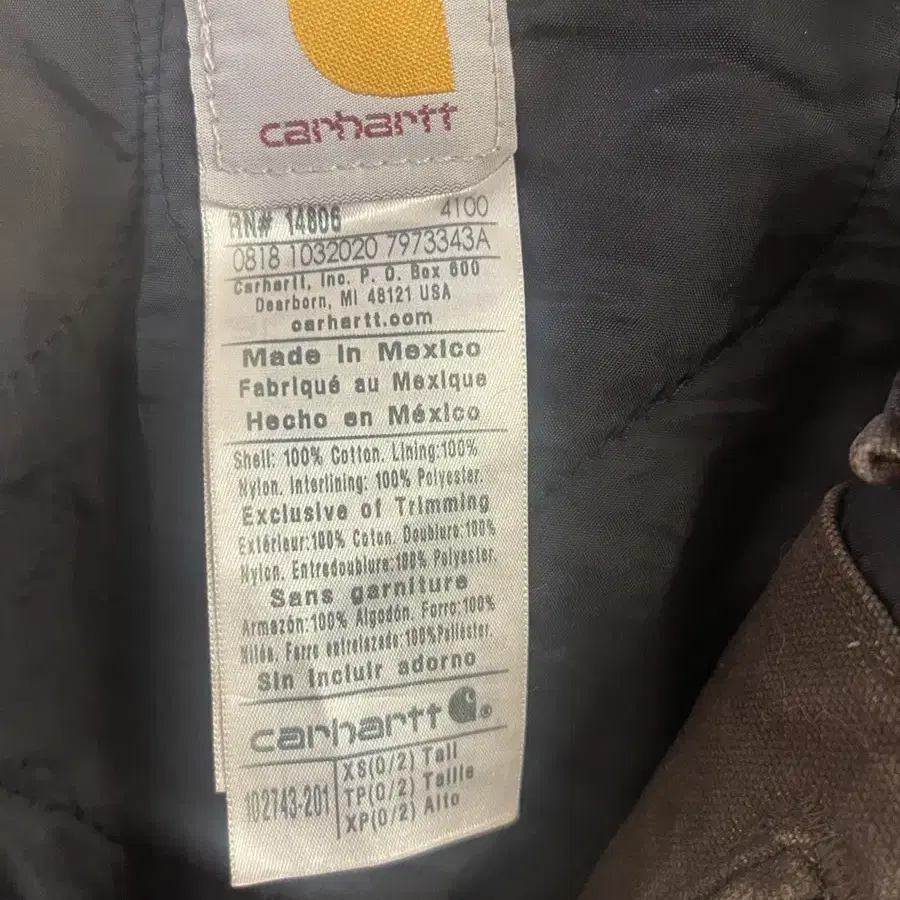 carhartt
RN# 14806 4100
0818 1032020 7973343A
Carhartt, Inc. P. O. Box 600
Dearborn, MI 48121 USA
carhartt.com
Made in Mexico
Fabriqué au Mexique
Hecho en México
Shell: 100% Cotton. Lining:100%
Nylon. Interlining: 100% Polyester.
Exclusive of Trimming
Extérieur:100% Coton. Doublure:100%
Nylon. Entredoublure:100% Polyester.
Sans garniture
Armazón:100% Algodón. Forro:100%
Nilón. Forro entrelazado:100%Poliéster.
Sin incluir adorno
carhartt ®
102743-201
XS(0/2) Tall
TP(0/2) Taille
XP(0/2) Alto